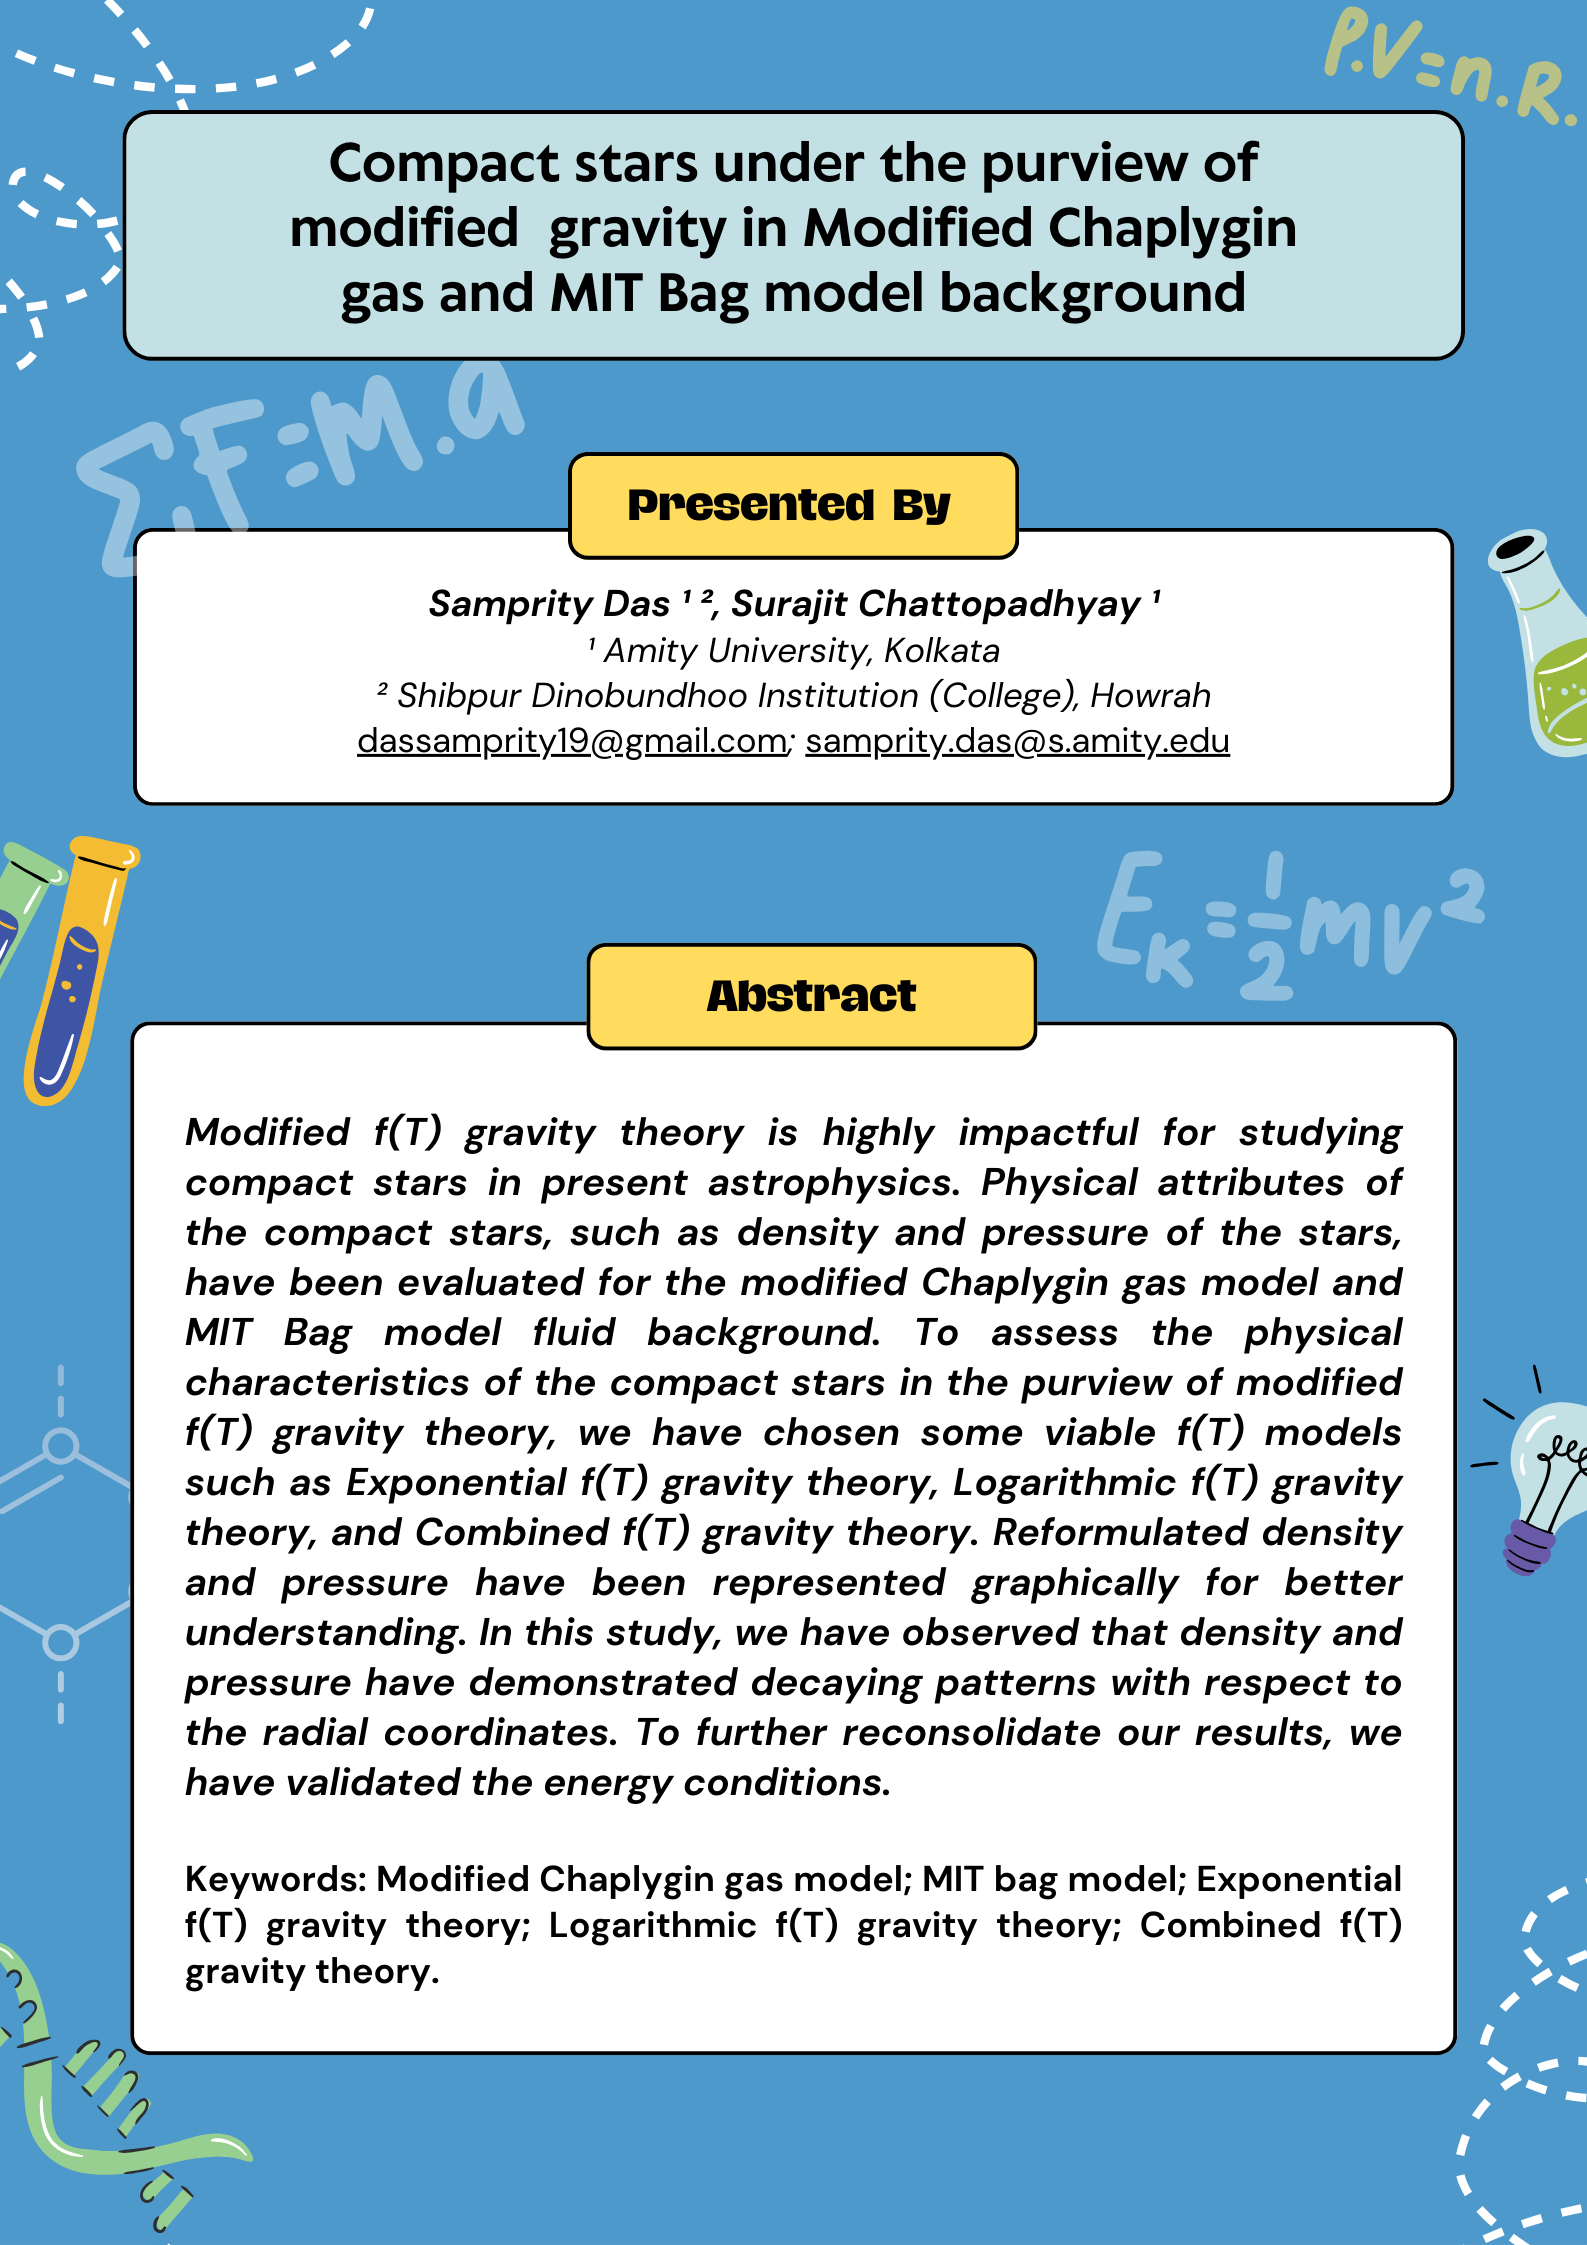 P.V=n.R.
Compact stars under the purview of
modified gravity in Modified Chaplygin
gas and MIT Bag model background
Σ.F=M.a
Presented By
Samprity Das ¹ ², Surajit Chattopadhyay ¹
¹ Amity University, Kolkata
² Shibpur Dinobundhoo Institution (College), Howrah
dassamprity19@gmail.com; samprity.das@s.amity.edu
Eₖ=½mv²
Abstract
Modified f(T) gravity theory is highly impactful for studying
compact stars in present astrophysics. Physical attributes of
the compact stars, such as density and pressure of the stars,
have been evaluated for the modified Chaplygin gas model and
MIT Bag model fluid background. To assess the physical
characteristics of the compact stars in the purview of modified
f(T) gravity theory, we have chosen some viable f(T) models
such as Exponential f(T) gravity theory, Logarithmic f(T) gravity
theory, and Combined f(T) gravity theory. Reformulated density
and pressure have been represented graphically for better
understanding. In this study, we have observed that density and
pressure have demonstrated decaying patterns with respect to
the radial coordinates. To further reconsolidate our results, we
have validated the energy conditions.
Keywords: Modified Chaplygin gas model; MIT bag model; Exponential
f(T) gravity theory; Logarithmic f(T) gravity theory; Combined f(T)
gravity theory.